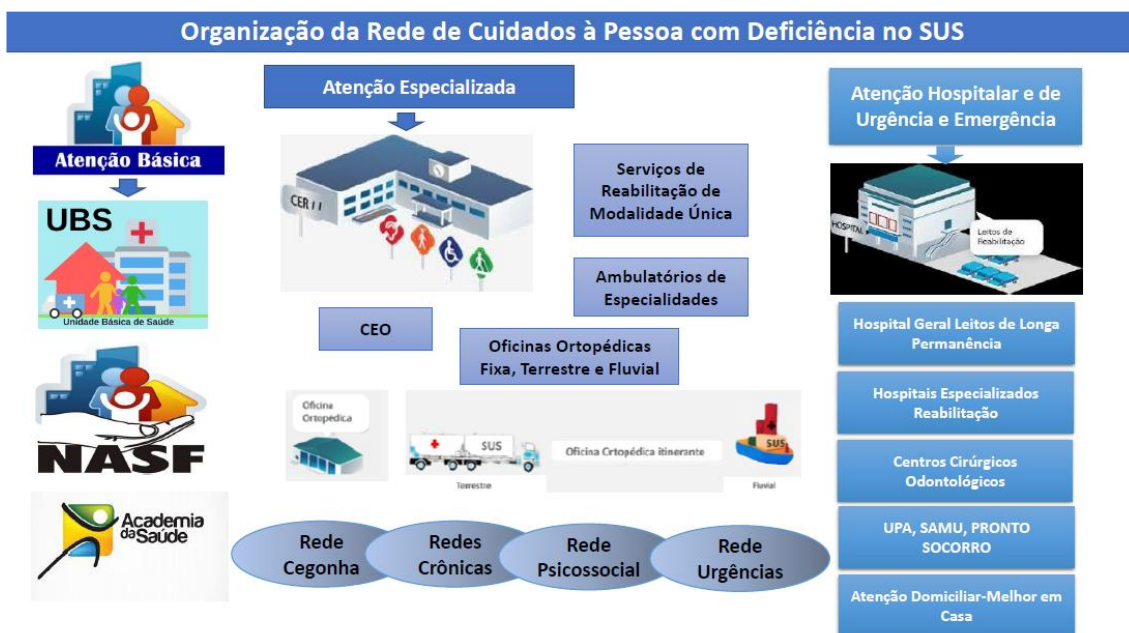 Organização da Rede de Cuidados à Pessoa com Deficiência no SUS
Atenção Básica
UBS
Unidade Básica de Saúde
NASF
Academia
da Saúde
Atenção Especializada
CER
Serviços de
Reabilitação de
Modalidade Única
Ambulatórios de
Especialidades
CEO
Oficinas Ortopédicas
Fixa, Terrestre e Fluvial
Oficina
Ortopédica
SUS
Terrestre
Oficina Ortopédica itinerante
SUS
Fluvial
Rede
Cegonha
Redes
Crônicas
Rede
Psicossocial
Rede
Urgências
Atenção Hospitalar e de
Urgência e Emergência
HOSPITAL
Leitos de
Reabilitação
Hospital Geral Leitos de Longa
Permanência
Hospitais Especializados
Reabilitação
Centros Cirúrgicos
Odontológicos
UPA, SAMU, PRONTO
SOCORRO
Atenção Domiciliar-Melhor em
Casa